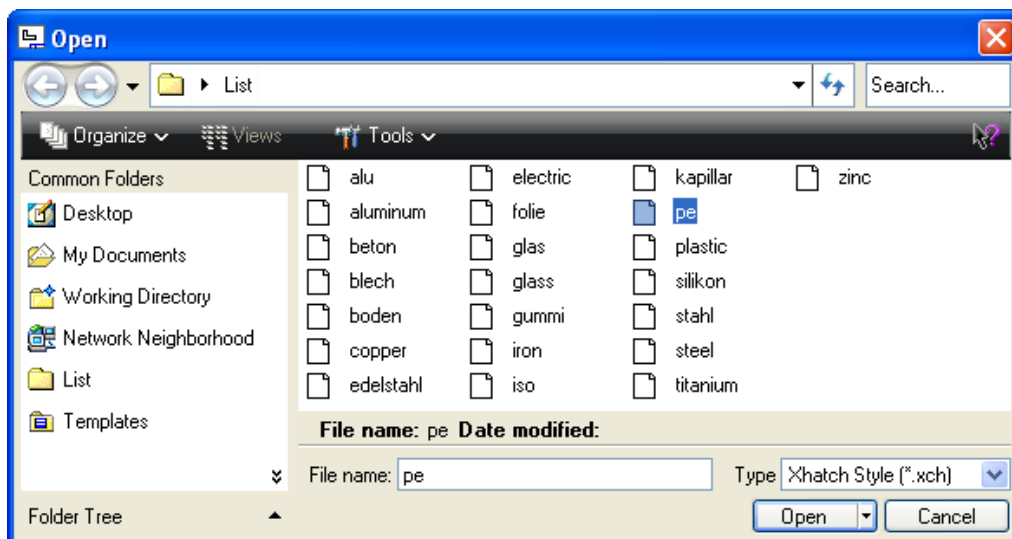 Open
List
Search...
Organize
Views
Tools
Common Folders
Desktop
My Documents
Working Directory
Network Neighborhood
List
Templates
Folder Tree
alu
aluminum
beton
blech
boden
copper
edelstahl
electric
folie
glas
glass
gummi
iron
iso
kapillar
pe
plastic
silikon
stahl
steel
titanium
zinc
File name: pe Date modified:
File name: pe
Type Xhatch Style (*.xch)
Open
Cancel